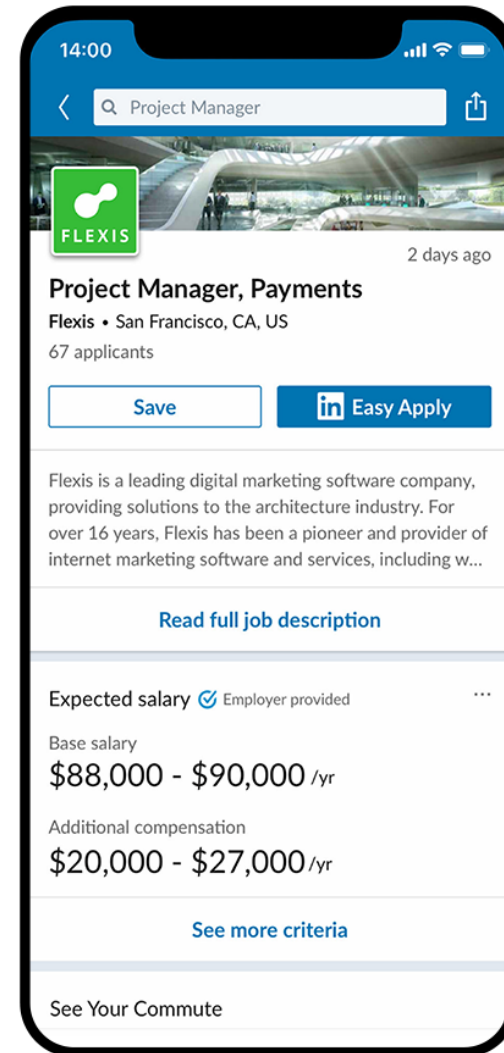 14:00
Project Manager
FLEXIS
2 days ago
Project Manager, Payments
Flexis • San Francisco, CA, US
67 applicants
Save
in Easy Apply
Flexis is a leading digital marketing software company,
providing solutions to the architecture industry. For
over 16 years, Flexis has been a pioneer and provider of
internet marketing software and services, including w...
Read full job description
Expected salary Employer provided
...
Base salary
$88,000 - $90,000 /yr
Additional compensation
$20,000 - $27,000 /yr
See more criteria
See Your Commute